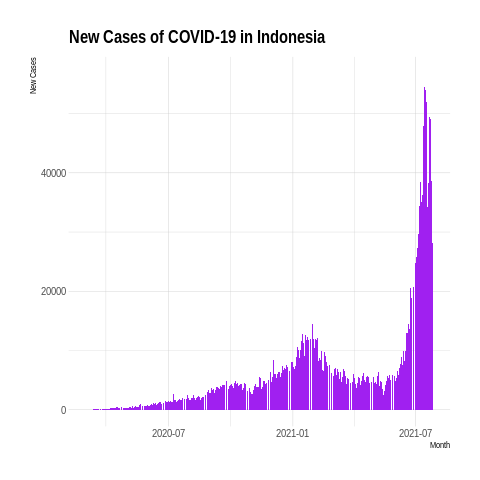 New Cases of COVID-19 in Indonesia
New Cases
40000
20000
0
2020-07
2021-01
2021-07
Month